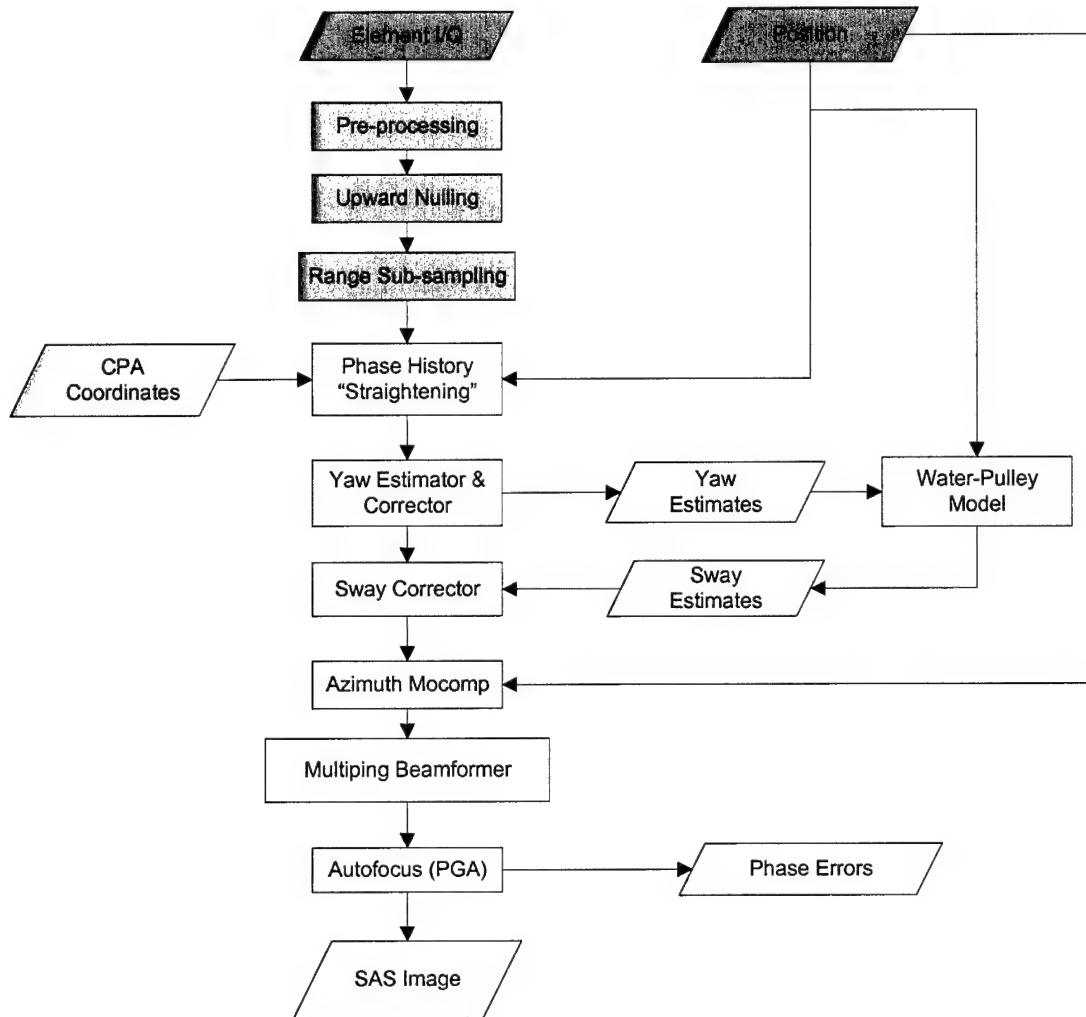 Element I/Q
Position
Pre-processing
Upward Nulling
Range Sub-sampling
CPA
Coordinates
Phase History
“Straightening”
Yaw Estimator &
Corrector
Yaw
Estimates
Water-Pulley
Model
Sway Corrector
Sway
Estimates
Azimuth Mocomp
Multiping Beamformer
Autofocus (PGA)
Phase Errors
SAS Image